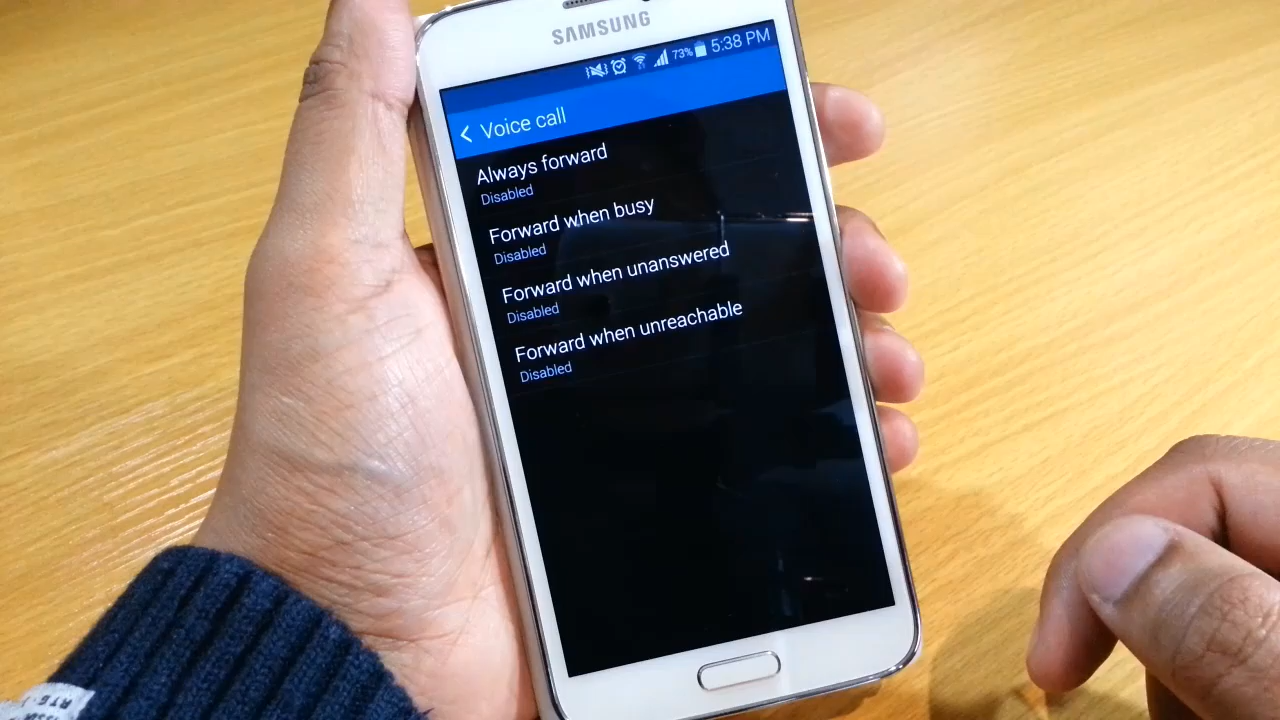 SAMSUNG
73% 5:38 PM
Voice call
Always forward
Disabled
Forward when busy
Disabled
Forward when unanswered
Disabled
Forward when unreachable
Disabled